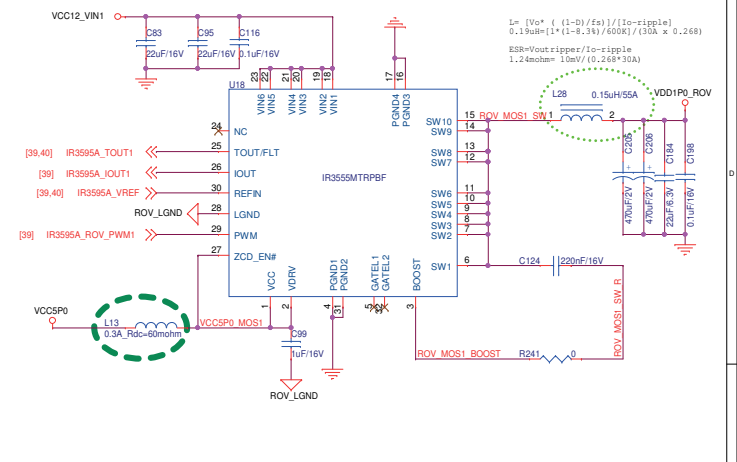 VCC12_VIN1
L= [Vo* ( (1-D)/fs)]/[Io-ripple]
0.19uH=[1*(1-8.3%)/600K]/(30A x 0.268)
ESR=Voutripper/Io-ripple
1.24mohm= 10mV/(0.268*30A)
C83
22uF/16V
C95
22uF/16V
C116
0.1uF/16V
U18
23
22
21
20
19
18
17
16
VIN6
VIN5
VIN4
VIN3
VIN2
VIN1
PGND4
PGND3
L28
0.15uH/55A
VDD1P0_ROV
15
ROV_MOS1_SW
1
2
SW10
14
SW9
13
SW8
12
SW7
11
SW6
10
SW5
9
SW4
8
SW3
7
SW2
6
SW1
24
NC
[39,40] IR3595A_TOUT1
25
TOUT/FLT
[39] IR3595A_IOUT1
26
IOUT
[39,40] IR3595A_VREF
30
REFIN
ROV_LGND
28
LGND
[39] IR3595A_ROV_PWM1
29
PWM
27
ZCD_EN#
IR3555MTRPBF
C205
470uF/2V
C206
470uF/2V
C184
22uF/6.3V
C198
0.1uF/16V
D
C124
220nF/16V
VCC
VDRV
PGND1
PGND2
GATEL1
GATEL2
BOOST
1
2
4
31
5
32
3
VCC5P0
L13
0.3A_Rdc=60mohm
VCC5P0_MOS1
C99
1uF/16V
ROV_LGND
ROV_MOS1_BOOST
R241
0
ROV_MOS1_SW_R